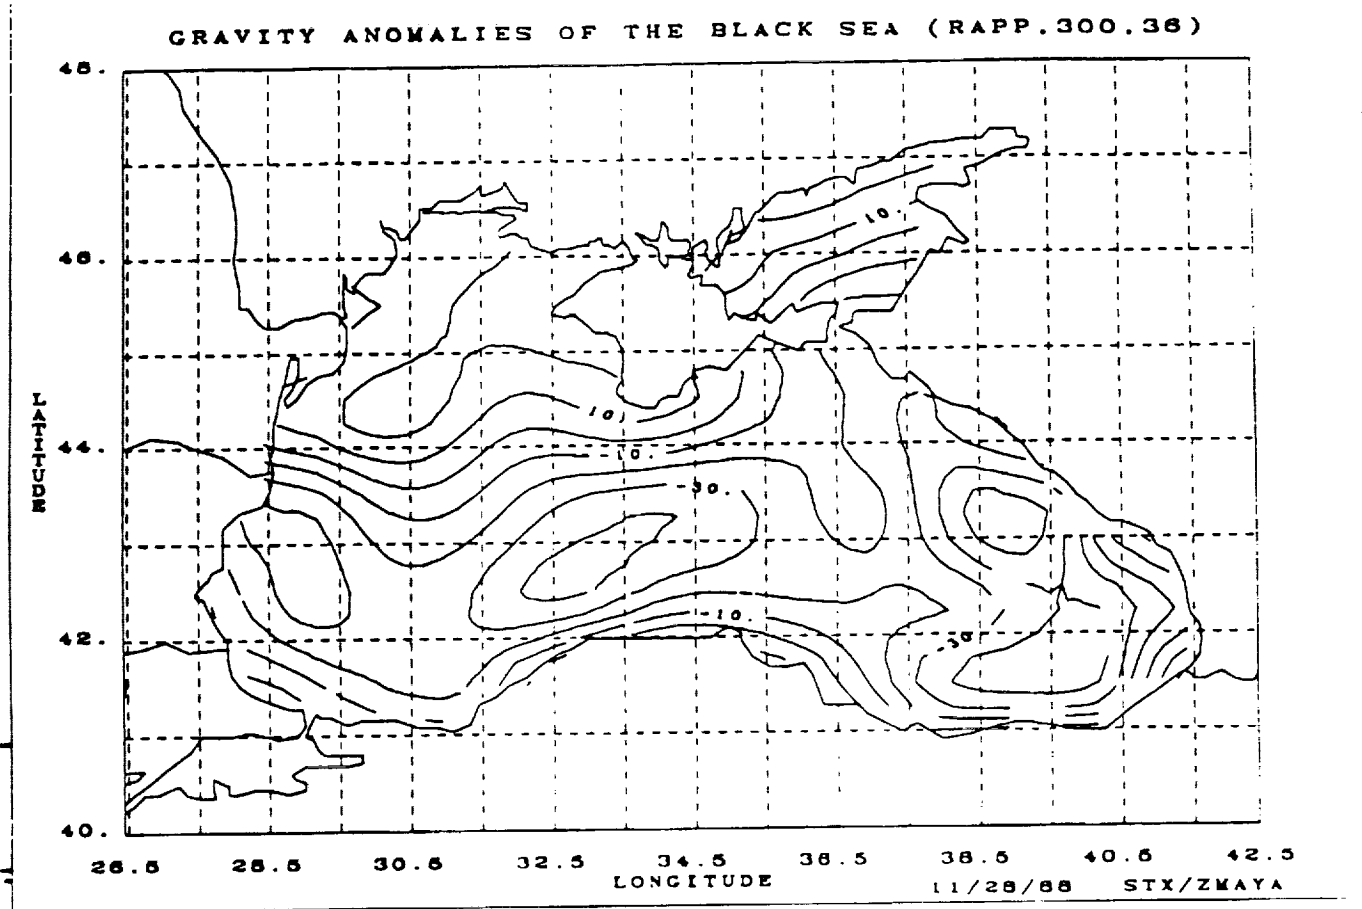 GRAVITY ANOMALIES OF THE BLACK SEA (RAPP.300.36)
48.
46.
44.
42.
40.
LATITUDE
10.
10.
-10.
-30.
-10.
-30
26.5 28.5 30.5 32.5 34.5 36.5 38.5 40.5 42.5
LONGITUDE
11/28/88 STX/ZMAYA